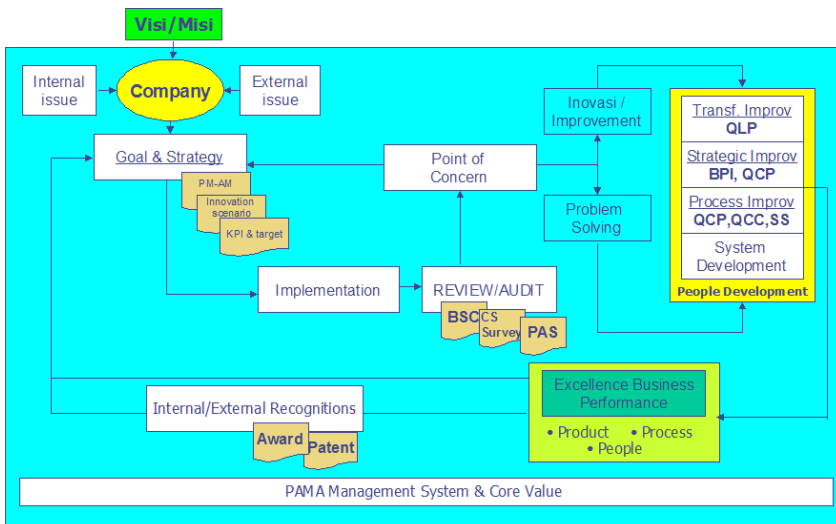 Visi/Misi
Internal
issue
Company
External
issue
Goal & Strategy
PM-AM
Innovation
scenario
KPI & target
Point of
Concern
Inovasi /
Improvement
Problem
Solving
Transf. Improv
QLP
Strategic Improv
BPI, QCP
Process Improv
QCP,QCC,SS
System
Development
People Development
Implementation
REVIEW/AUDIT
BSC
CS
Survey
PAS
Internal/External Recognitions
Award
Patent
Excellence Business
Performance
• Product • Process
• People
PAMA Management System & Core Value